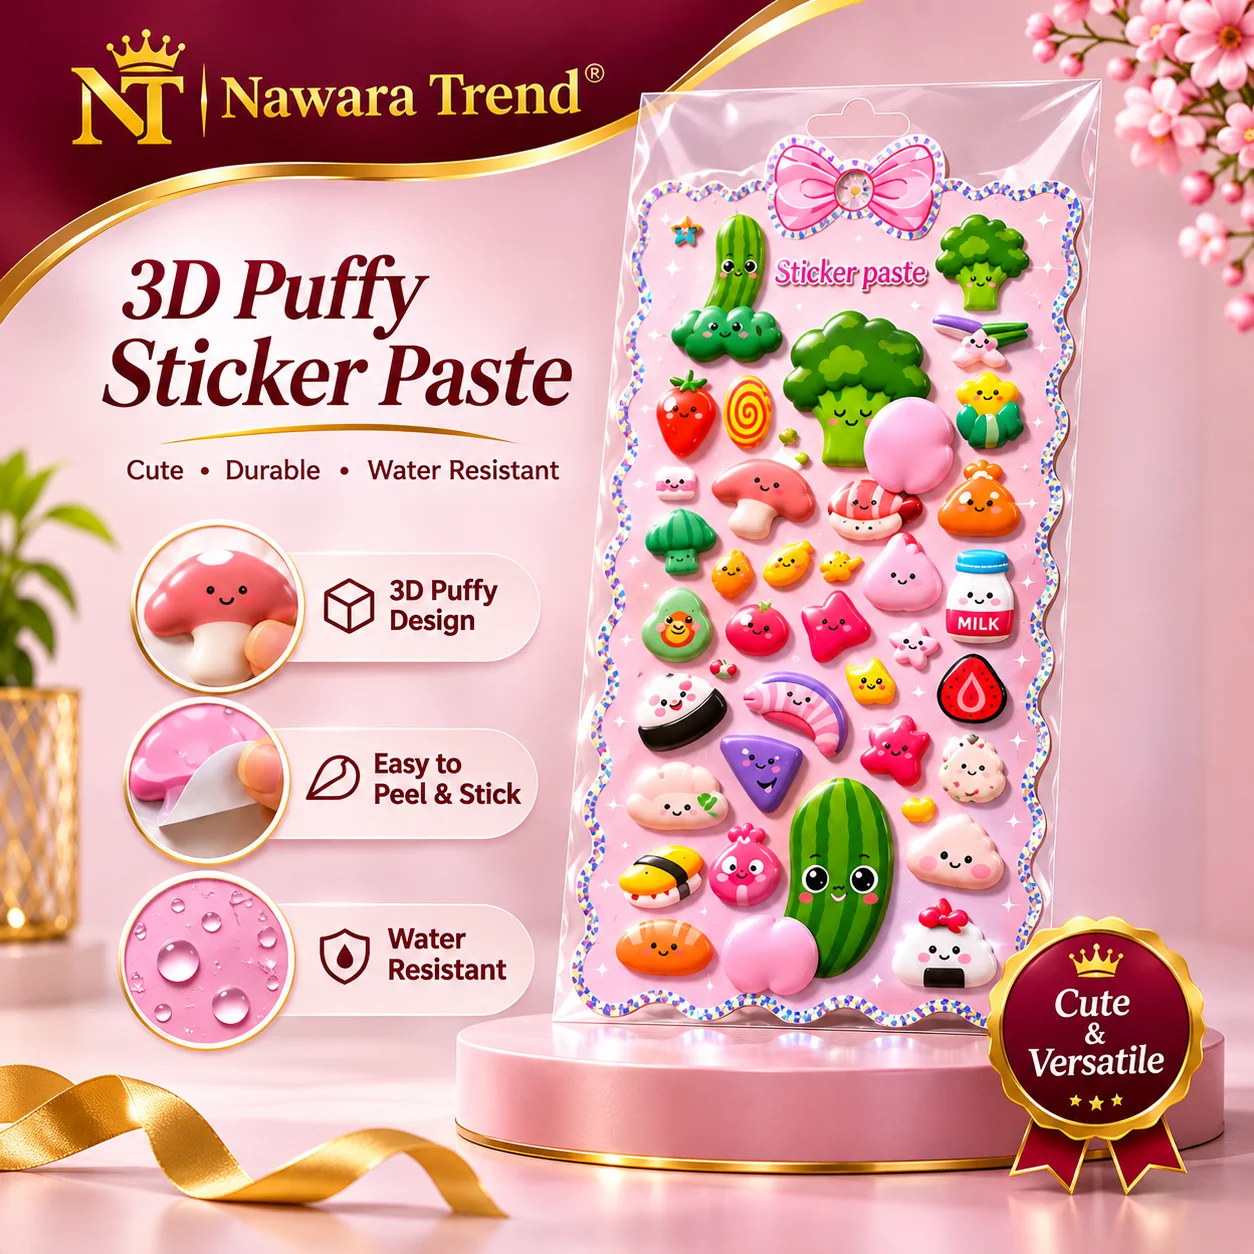 NT | Nawara Trend®
3D Puffy
Sticker Paste
Cute • Durable • Water Resistant
3D Puffy
Design
Easy to
Peel & Stick
Water
Resistant
Sticker paste
MILK
Cute
&
Versatile